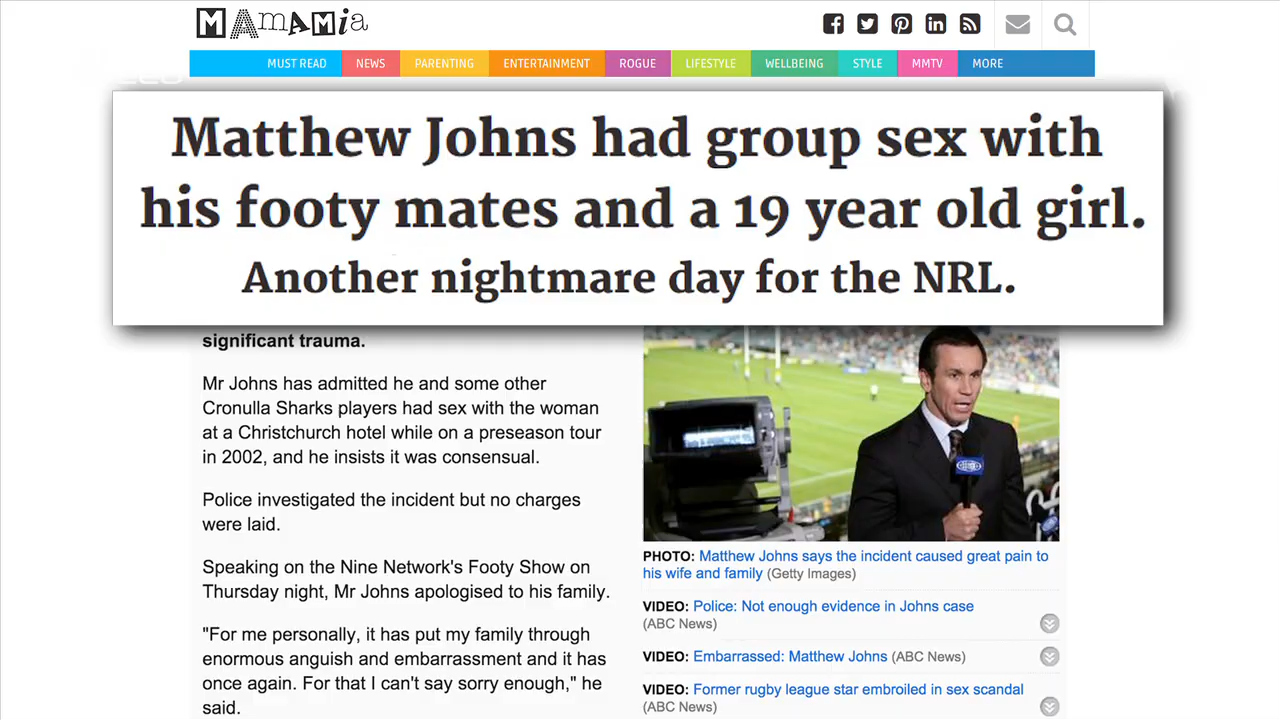 MAMAMiA
MUST READ NEWS PARENTING ENTERTAINMENT ROGUE LIFESTYLE WELLBEING STYLE MMTV MORE
Matthew Johns had group sex with
his footy mates and a 19 year old girl.
Another nightmare day for the NRL.
significant trauma.
Mr Johns has admitted he and some other
Cronulla Sharks players had sex with the woman
at a Christchurch hotel while on a preseason tour
in 2002, and he insists it was consensual.
Police investigated the incident but no charges
were laid.
Speaking on the Nine Network's Footy Show on
Thursday night, Mr Johns apologised to his family.
"For me personally, it has put my family through
enormous anguish and embarrassment and it has
once again. For that I can't say sorry enough," he
said.
PHOTO: Matthew Johns says the incident caused great pain to
his wife and family (Getty Images)
VIDEO: Police: Not enough evidence in Johns case
(ABC News)
VIDEO: Embarrassed: Matthew Johns (ABC News)
VIDEO: Former rugby league star embroiled in sex scandal
(ABC News)